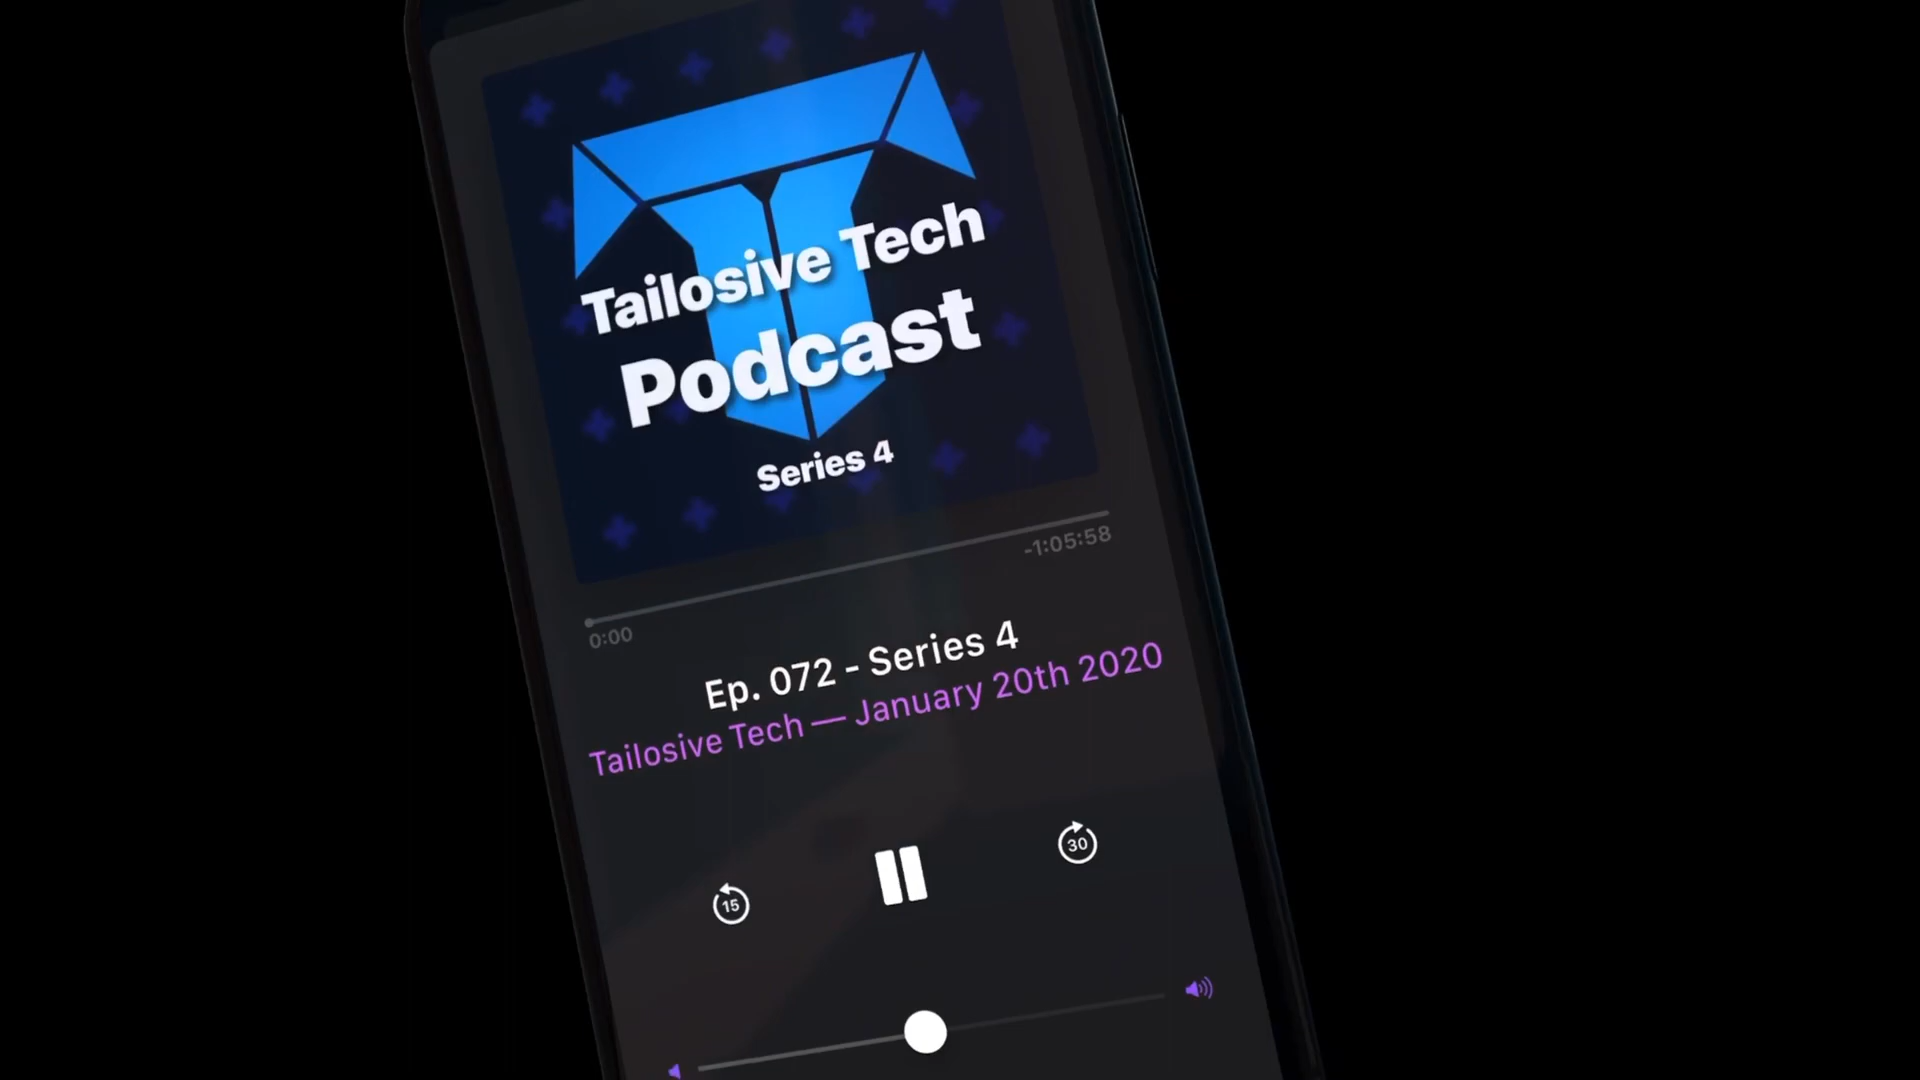 Tailosive Tech
Podcast
Series 4
0:00
-1:05:58
Ep. 072 - Series 4
Tailosive Tech — January 20th 2020
15
30